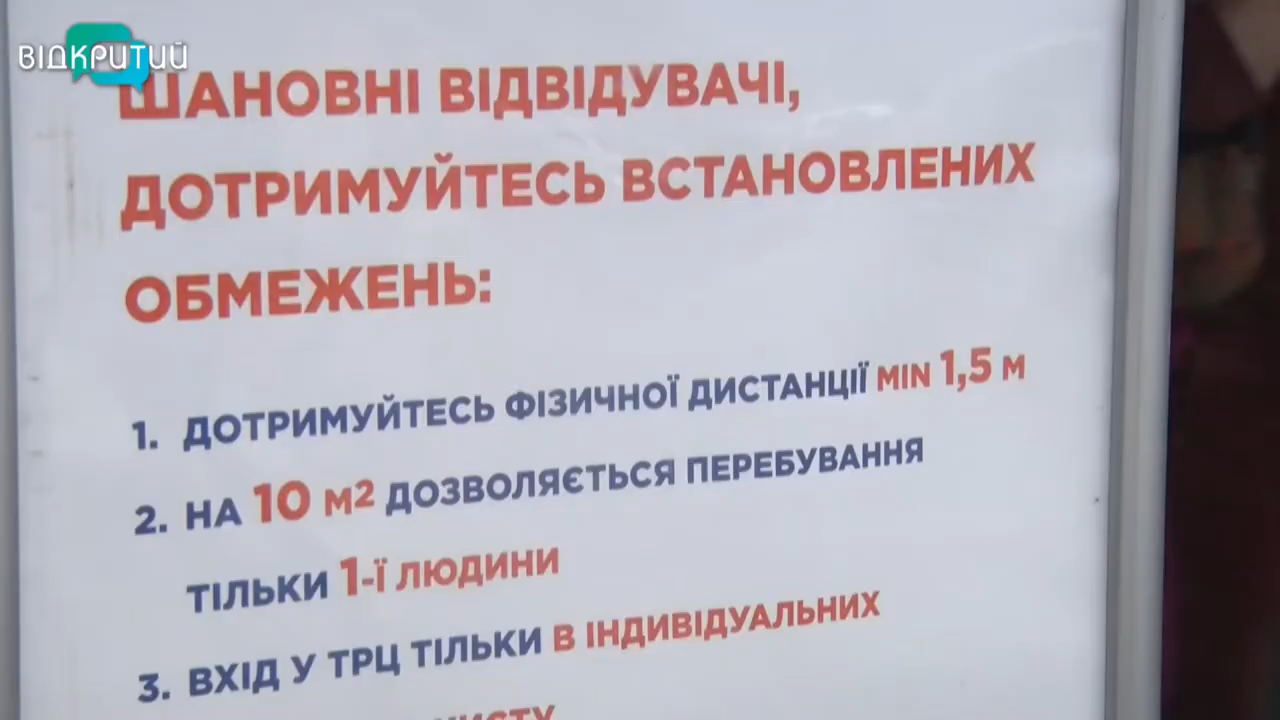 ВІДКРИТИЙ
ШАНОВНІ ВІДВІДУВАЧІ,
ДОТРИМУЙТЕСЬ ВСТАНОВЛЕНИХ
ОБМЕЖЕНЬ:
1. ДОТРИМУЙТЕСЬ ФІЗИЧНОЇ ДИСТАНЦІЇ MIN 1,5 М
2. НА 10 М2 ДОЗВОЛЯЄТЬСЯ ПЕРЕБУВАННЯ
ТІЛЬКИ 1-Ї ЛЮДИНИ
3. ВХІД У ТРЦ ТІЛЬКИ В ІНДИВІДУАЛЬНИХ